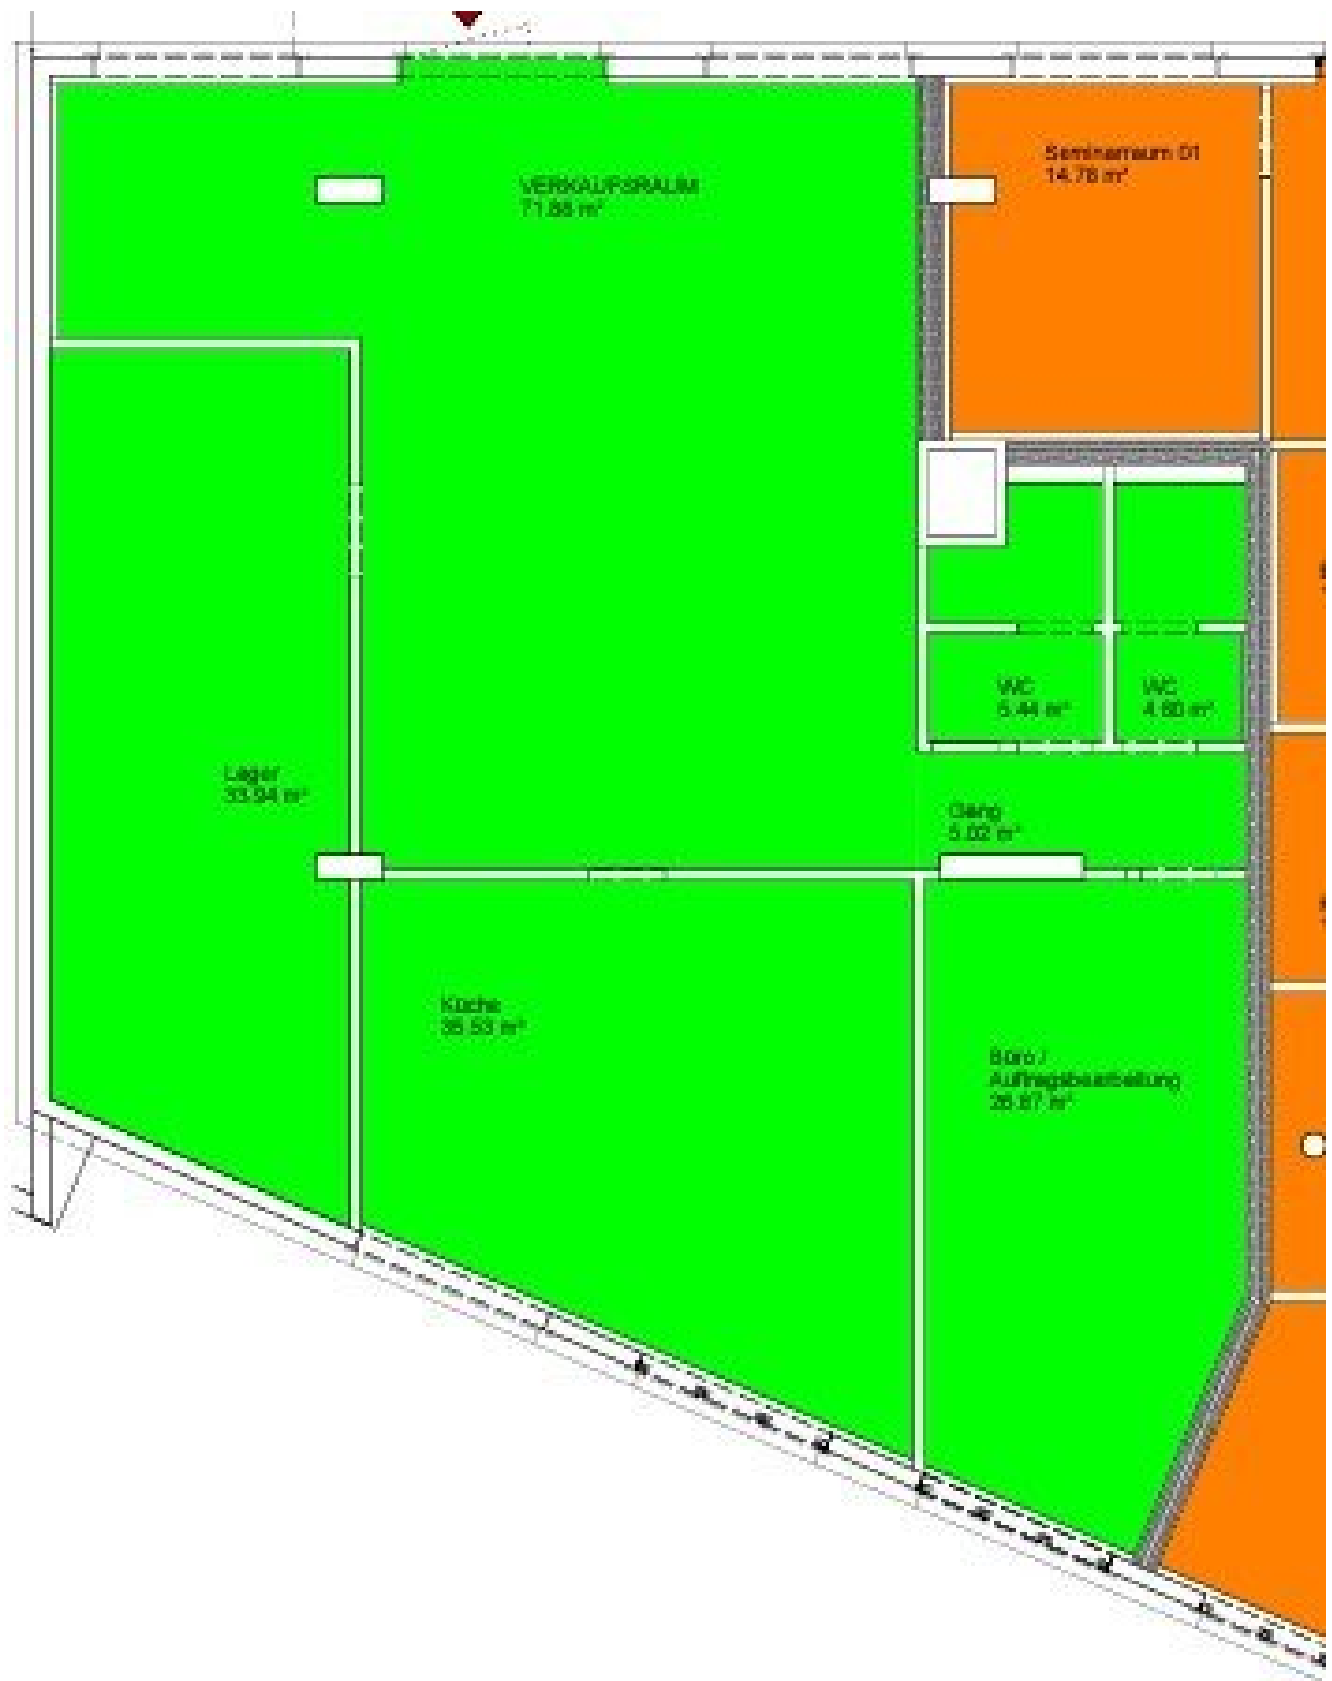 VERKAUFSRAUM
71.88 m²
Seminarraum 01
14.78 m²
WC
5.44 m²
WC
4.80 m²
Lager
33.94 m²
Gang
5.02 m²
Küche
35.53 m²
Büro /
Auftragsbearbeitung
26.87 m²